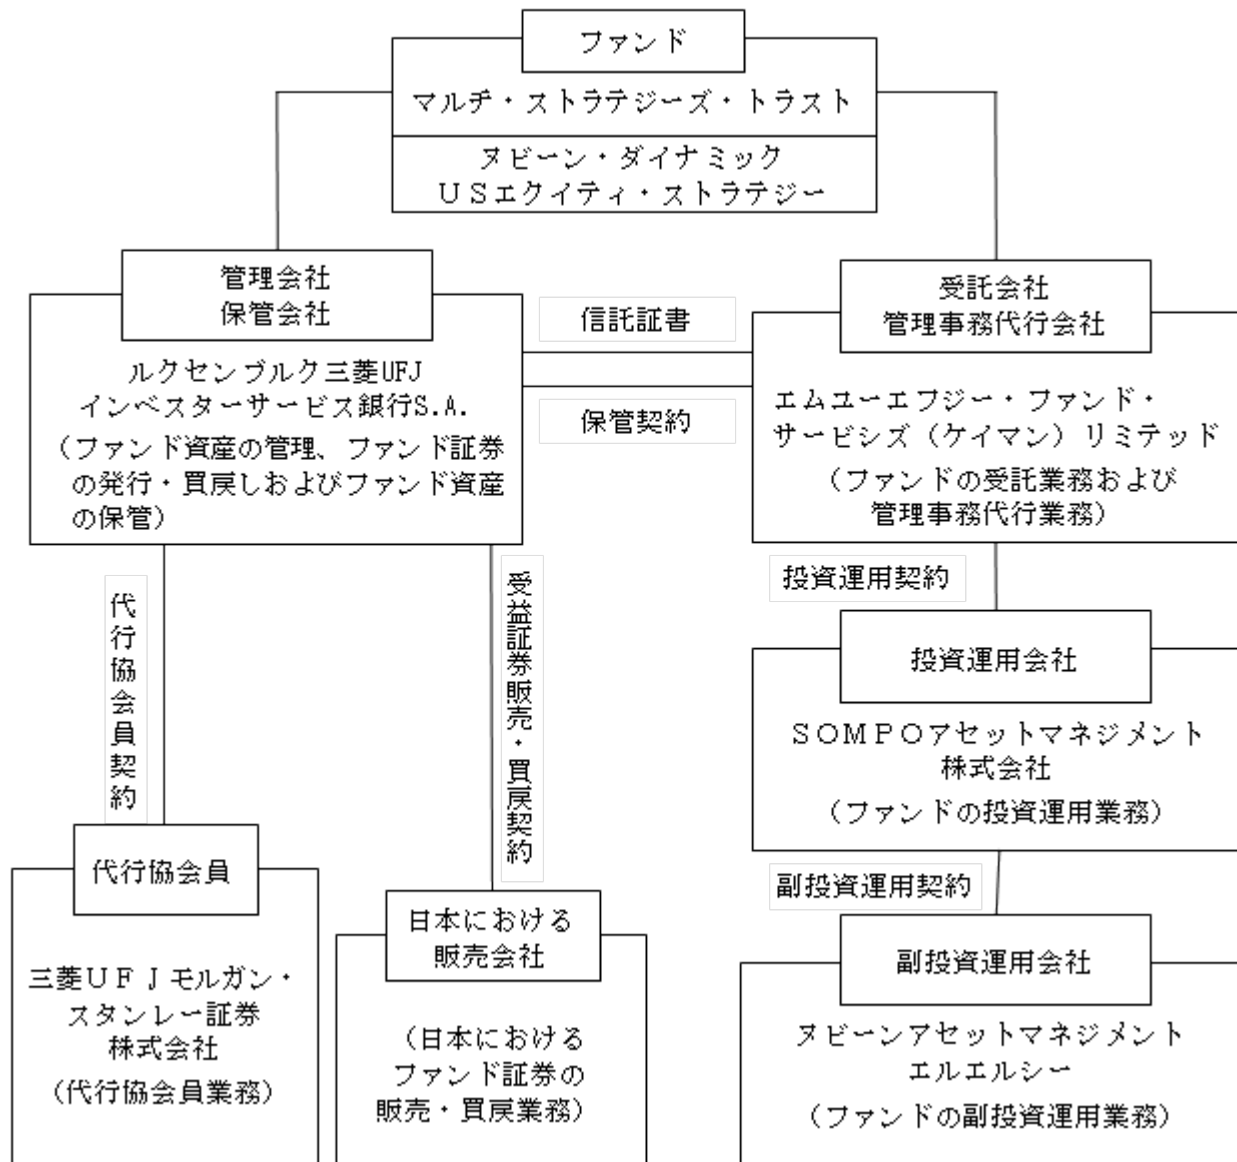 ファンド
マルチ・ストラテジーズ・トラスト
ヌビーン・ダイナミック
ＵＳエクイティ・ストラテジー
管理会社
保管会社
ルクセンブルク三菱UFJ
インベスターサービス銀行S.A.
（ファンド資産の管理、ファンド証券
の発行・買戻しおよびファンド資産
の保管）
信託証書
保管契約
受託会社
管理事務代行会社
エムユーエフジー・ファンド・
サービシズ（ケイマン）リミテッド
（ファンドの受託業務および
管理事務代行業務）
代行協会員契約
受益証券販売・買戻契約
投資運用契約
投資運用会社
ＳＯＭＰＯアセットマネジメント
株式会社
（ファンドの投資運用業務）
副投資運用契約
代行協会員
三菱ＵＦＪモルガン・
スタンレー証券
株式会社
（代行協会員業務）
日本における
販売会社
（日本における
ファンド証券の
販売・買戻業務）
副投資運用会社
ヌビーンアセットマネジメント
エルエルシー
（ファンドの副投資運用業務）